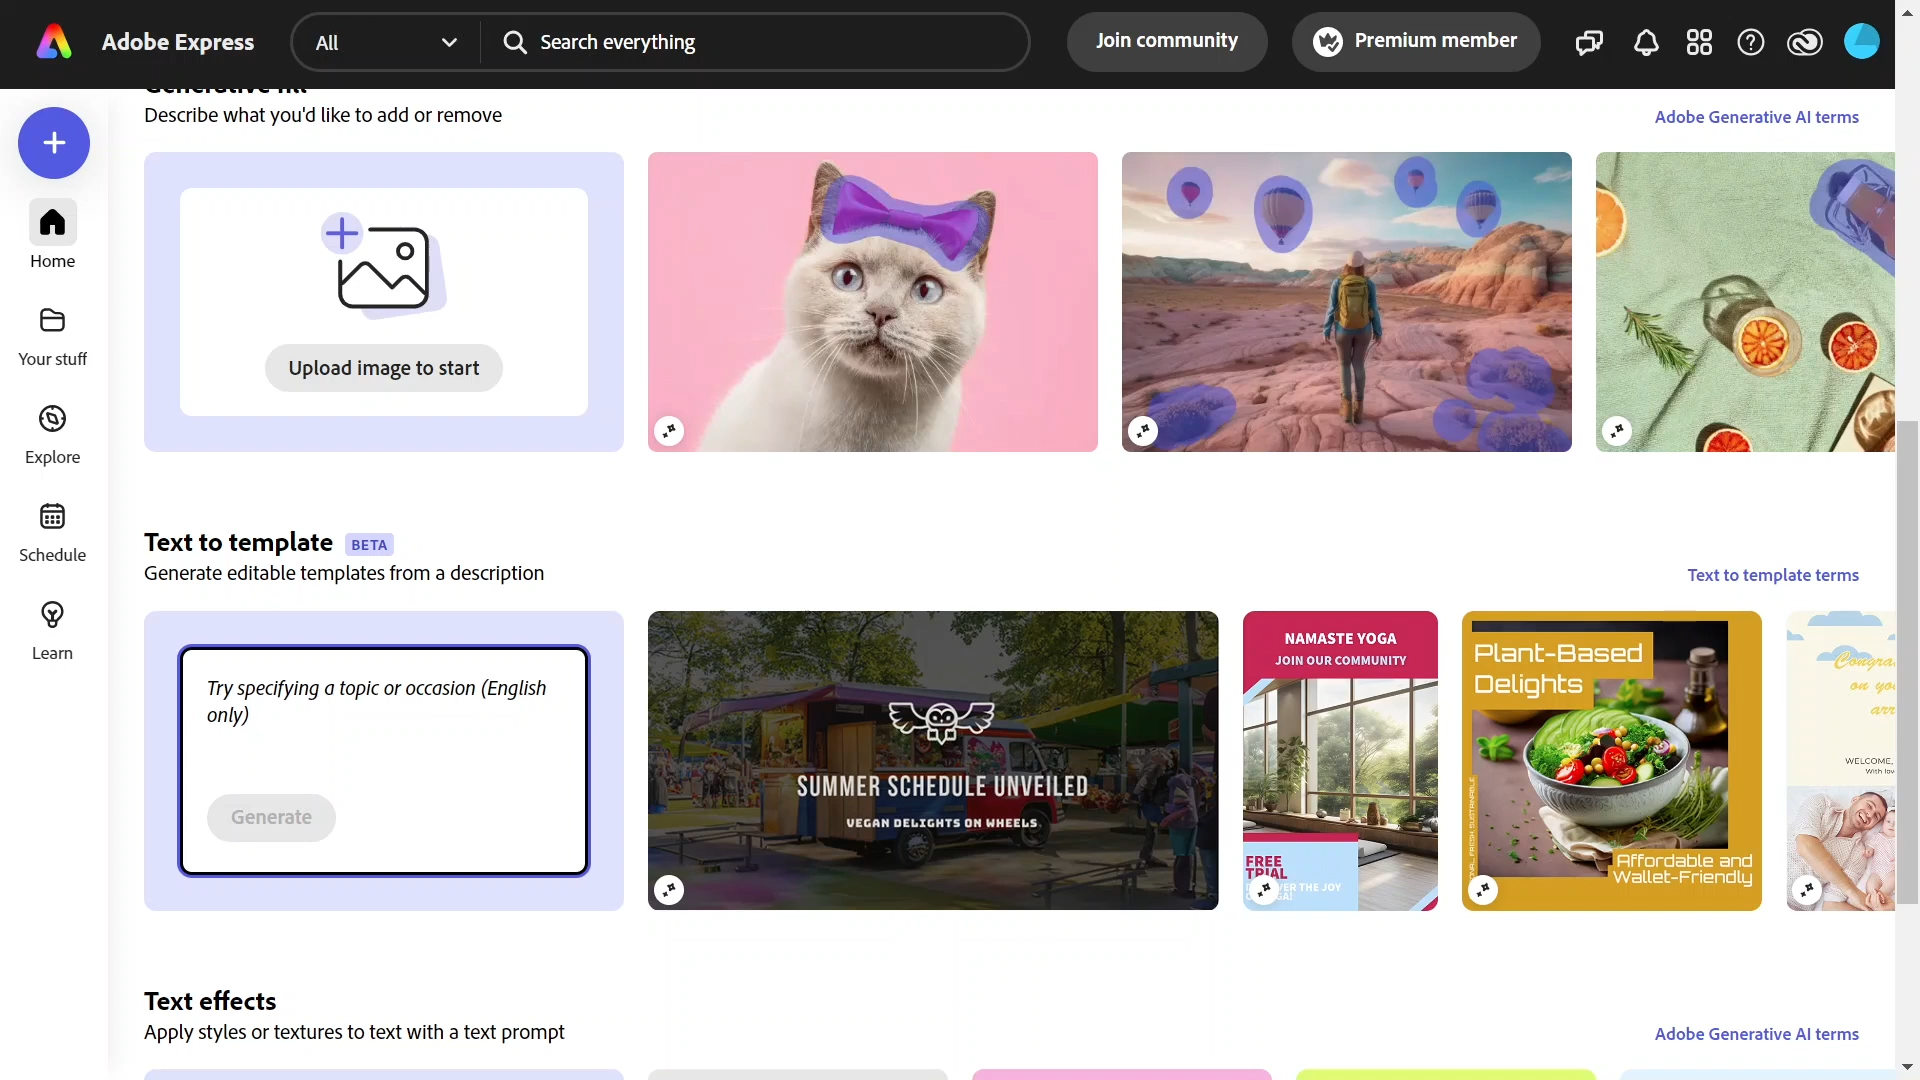 Adobe Express
All
Search everything
Join community
Premium member
Generative fill
Describe what you'd like to add or remove
Adobe Generative AI terms
Home
Your stuff
Explore
Schedule
Learn
Upload image to start
Text to template BETA
Generate editable templates from a description
Text to template terms
Try specifying a topic or occasion (English
only)
Generate
SUMMER SCHEDULE UNVEILED
VEGAN DELIGHTS ON WHEELS
NAMASTE YOGA
JOIN OUR COMMUNITY
FREE
TRIAL
THE JOY
Plant-Based
Delights
Affordable and
Wallet-Friendly
WELCOME,
Text effects
Apply styles or textures to text with a text prompt
Adobe Generative AI terms